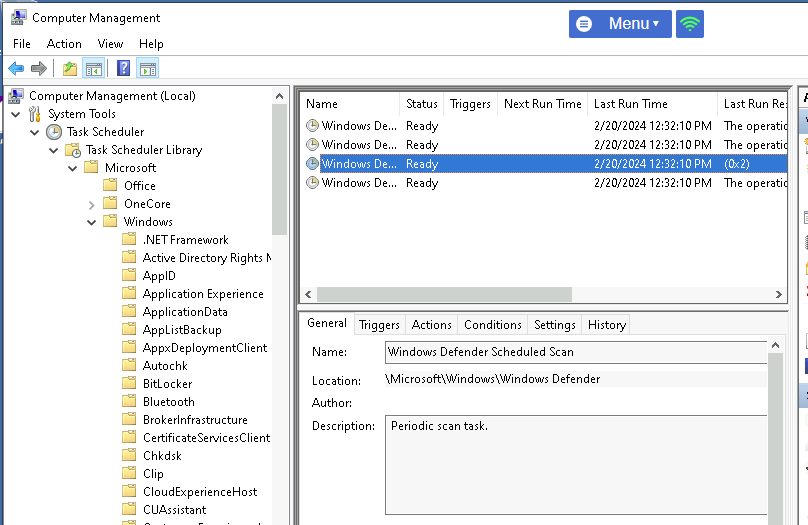 Computer Management
Menu
File Action View Help
Computer Management (Local)
System Tools
Task Scheduler
Task Scheduler Library
Microsoft
Office
OneCore
Windows
.NET Framework
Active Directory Rights M
AppID
Application Experience
ApplicationData
AppListBackup
AppxDeploymentClient
Autochk
BitLocker
Bluetooth
BrokerInfrastructure
CertificateServicesClient
Chkdsk
Clip
CloudExperienceHost
CUAssistant
Name Status Triggers Next Run Time Last Run Time Last Run Re
Windows De... Ready 2/20/2024 12:32:10 PM The operatio
Windows De... Ready 2/20/2024 12:32:10 PM The operatio
Windows De... Ready 2/20/2024 12:32:10 PM (0x2)
Windows De... Ready 2/20/2024 12:32:10 PM The operatio
General Triggers Actions Conditions Settings History
Name: Windows Defender Scheduled Scan
Location: \Microsoft\Windows\Windows Defender
Author:
Description: Periodic scan task.